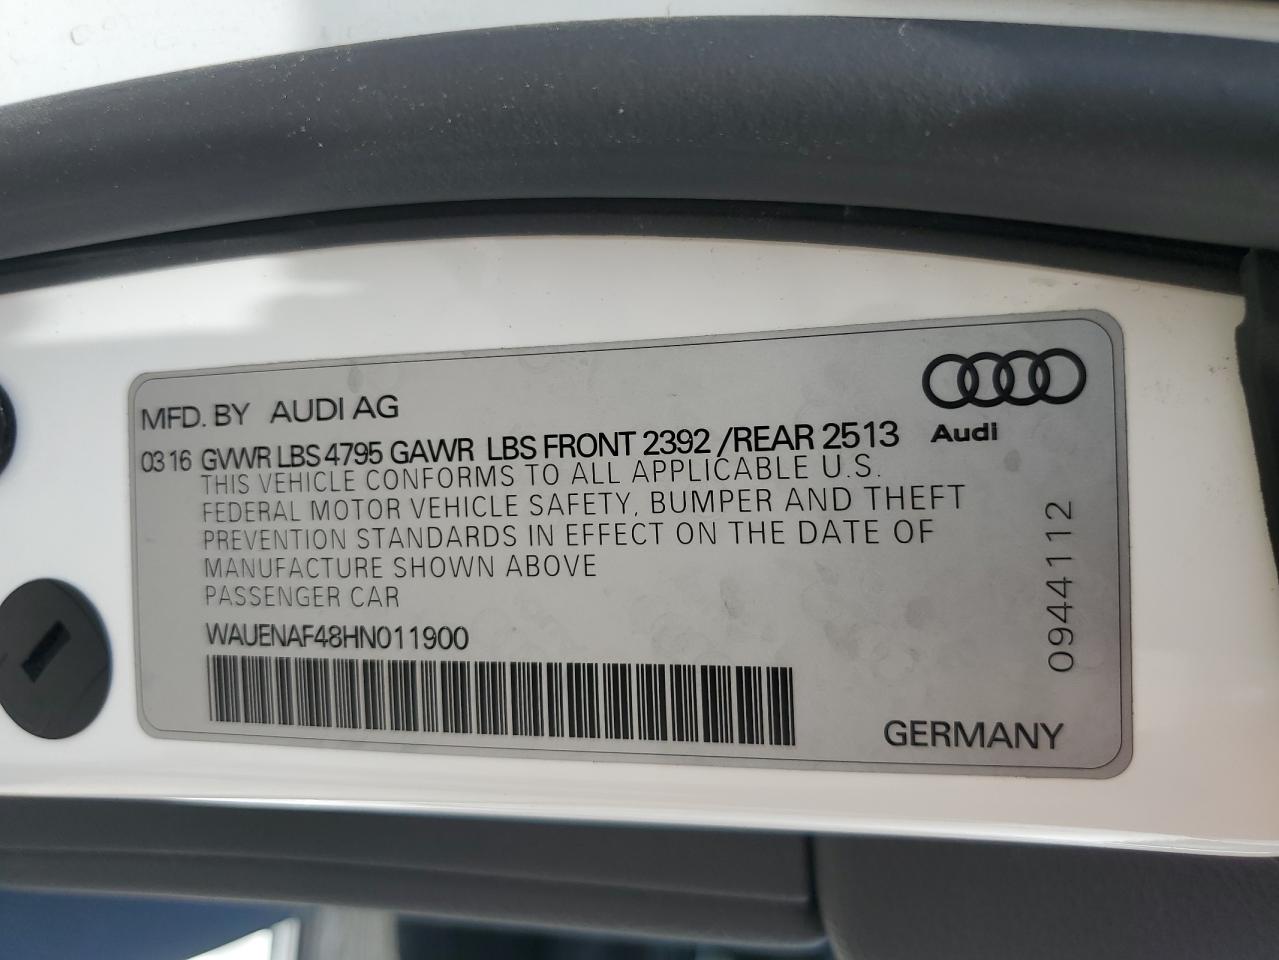 MFD. BY AUDI AG
Audi
03 16 GVWR LBS 4795 GAWR LBS FRONT 2392 /REAR 2513
THIS VEHICLE CONFORMS TO ALL APPLICABLE U.S.
FEDERAL MOTOR VEHICLE SAFETY, BUMPER AND THEFT
PREVENTION STANDARDS IN EFFECT ON THE DATE OF
MANUFACTURE SHOWN ABOVE
PASSENGER CAR
WAUENAF48HN011900
0944112
GERMANY